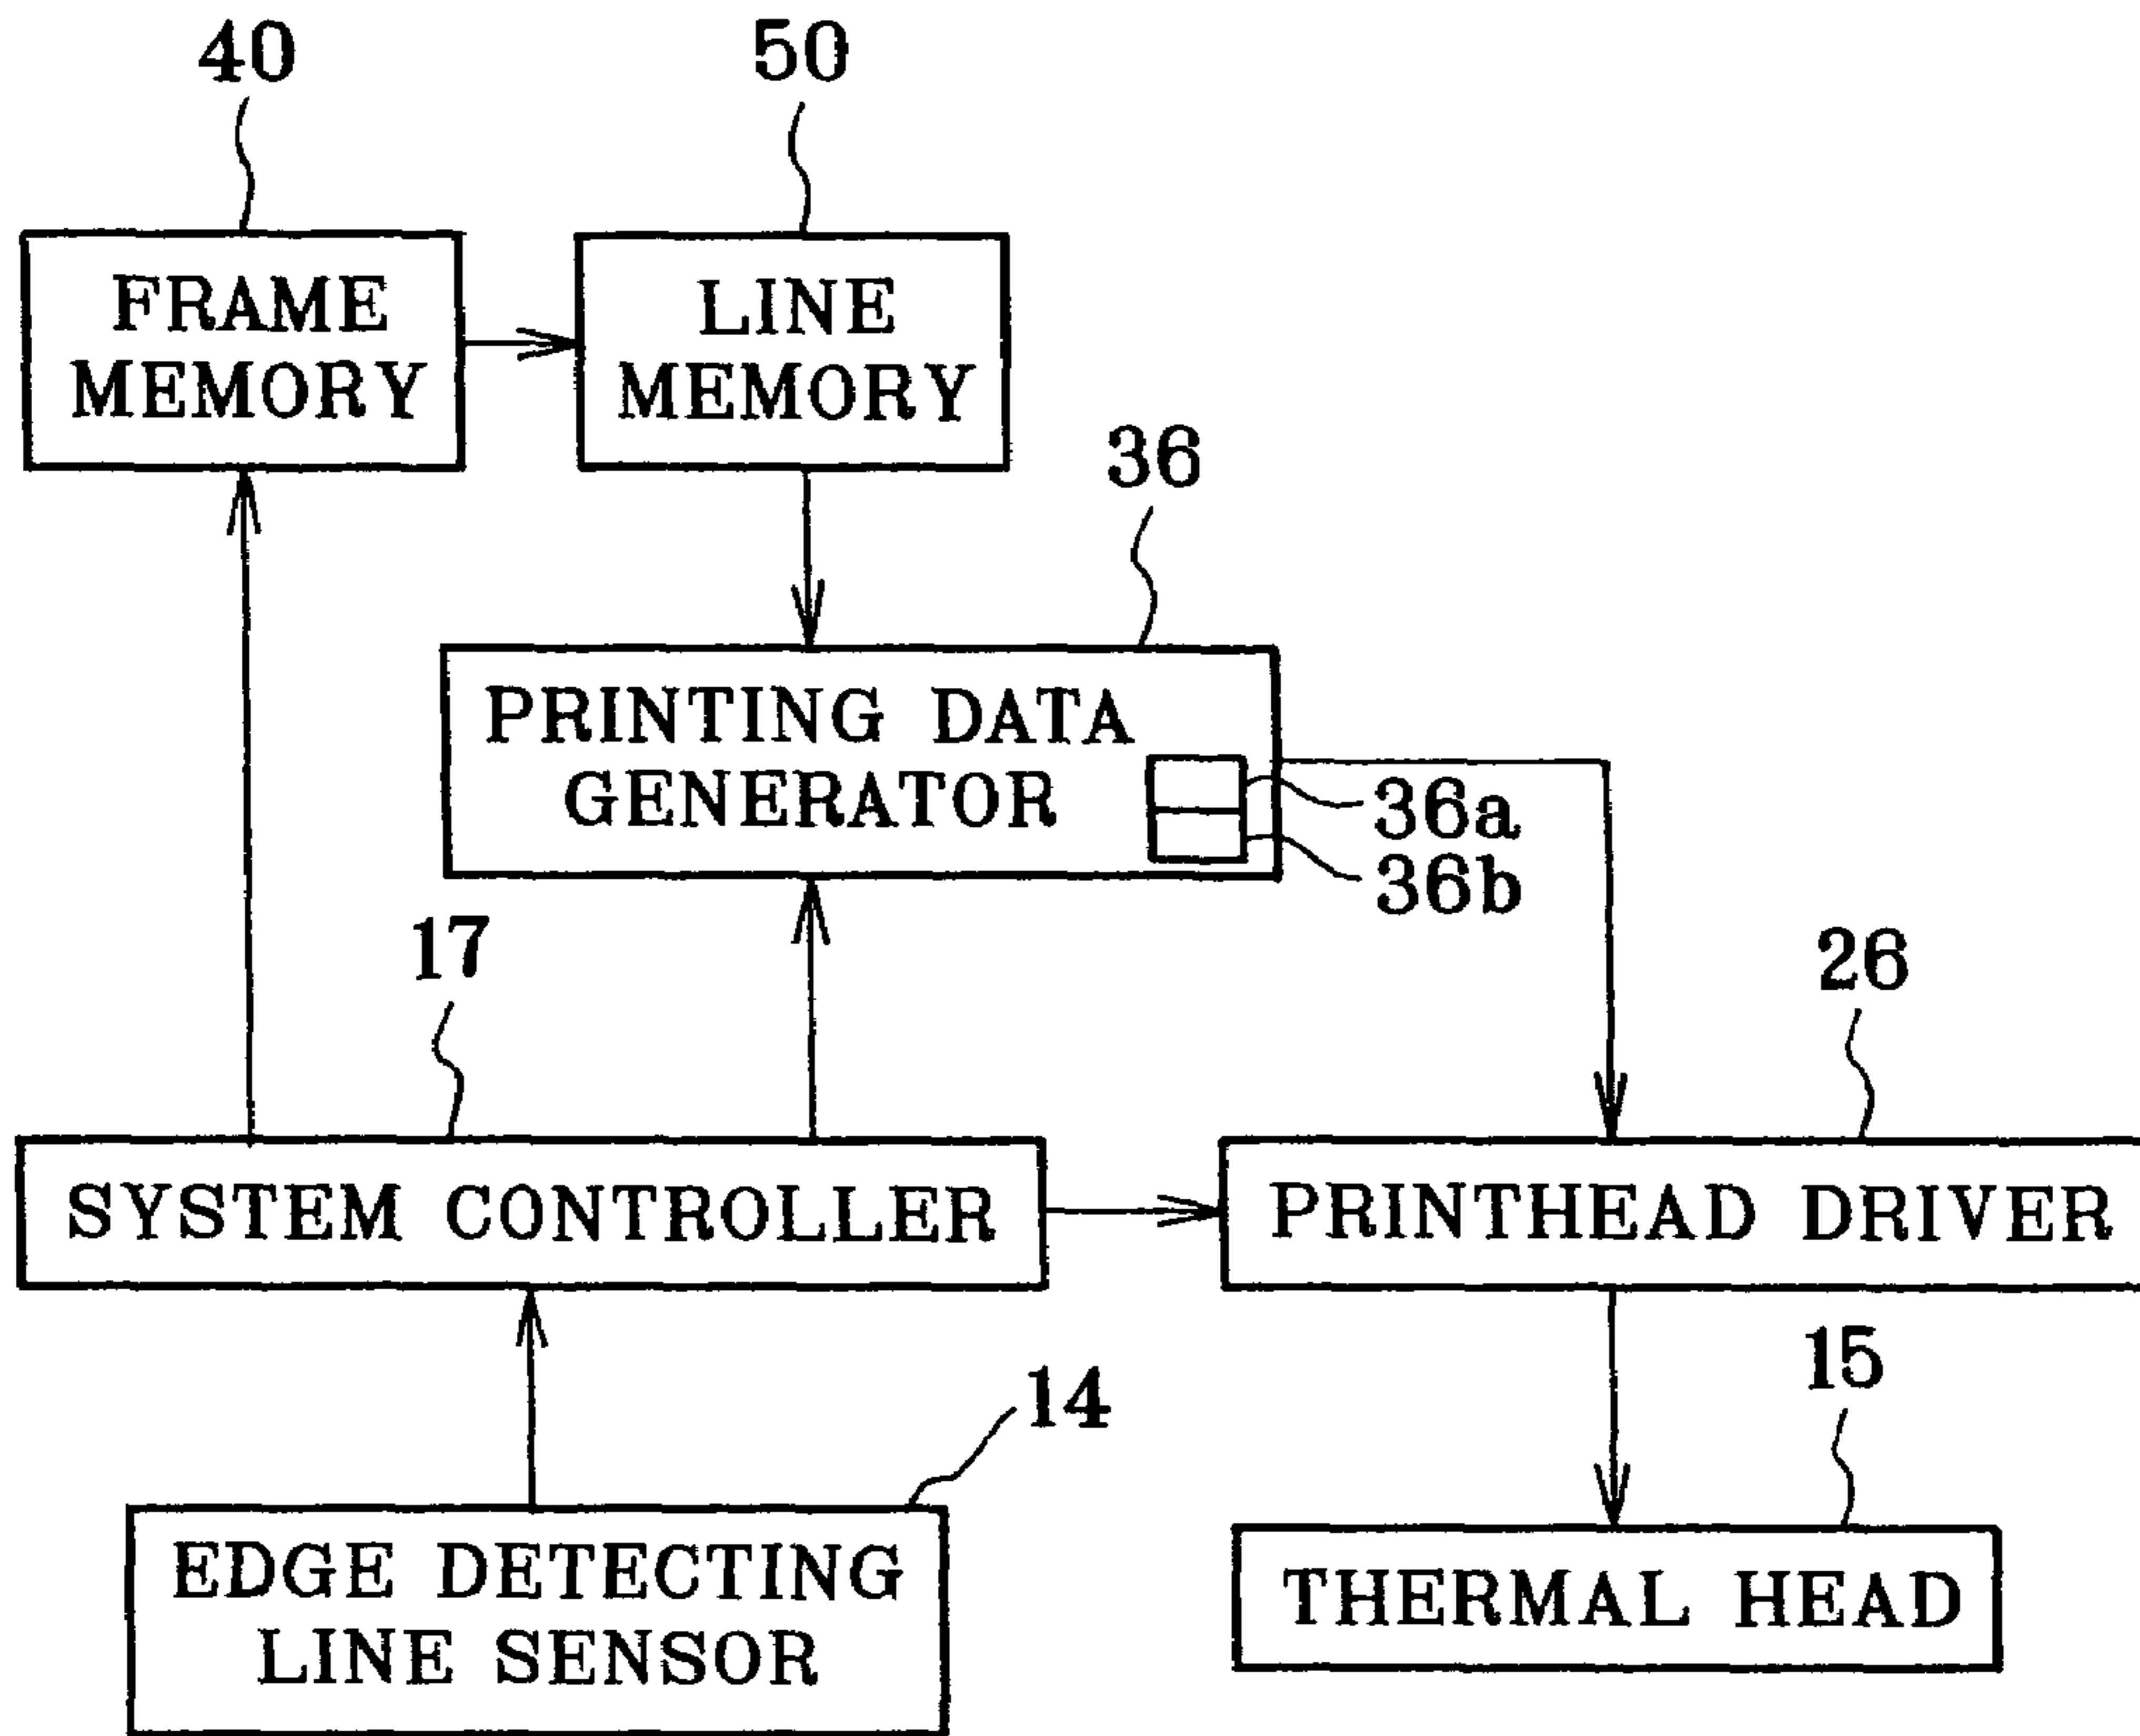 40
50
FRAME
MEMORY
LINE
MEMORY
36
PRINTING DATA
GENERATOR
36a
36b
17
26
SYSTEM CONTROLLER
PRINTHEAD DRIVER
14
15
EDGE DETECTING
LINE SENSOR
THERMAL HEAD